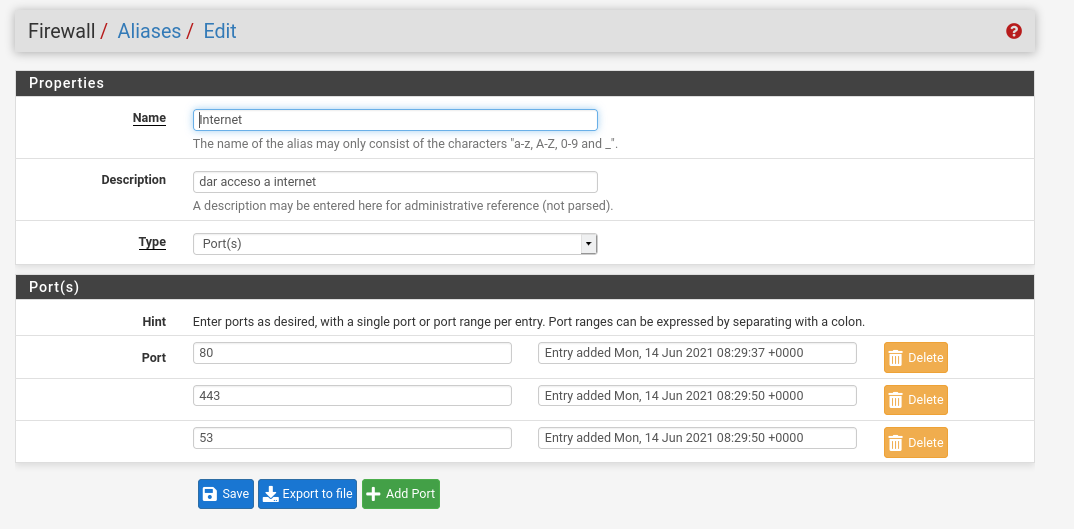 Firewall / Aliases / Edit
Properties
Name
Internet
The name of the alias may only consist of the characters "a-z, A-Z, 0-9 and _".
Description
dar acceso a internet
A description may be entered here for administrative reference (not parsed).
Type
Port(s)
Port(s)
Hint
Enter ports as desired, with a single port or port range per entry. Port ranges can be expressed by separating with a colon.
Port
80
Entry added Mon, 14 Jun 2021 08:29:37 +0000
Delete
443
Entry added Mon, 14 Jun 2021 08:29:50 +0000
Delete
53
Entry added Mon, 14 Jun 2021 08:29:50 +0000
Delete
Save
Export to file
Add Port